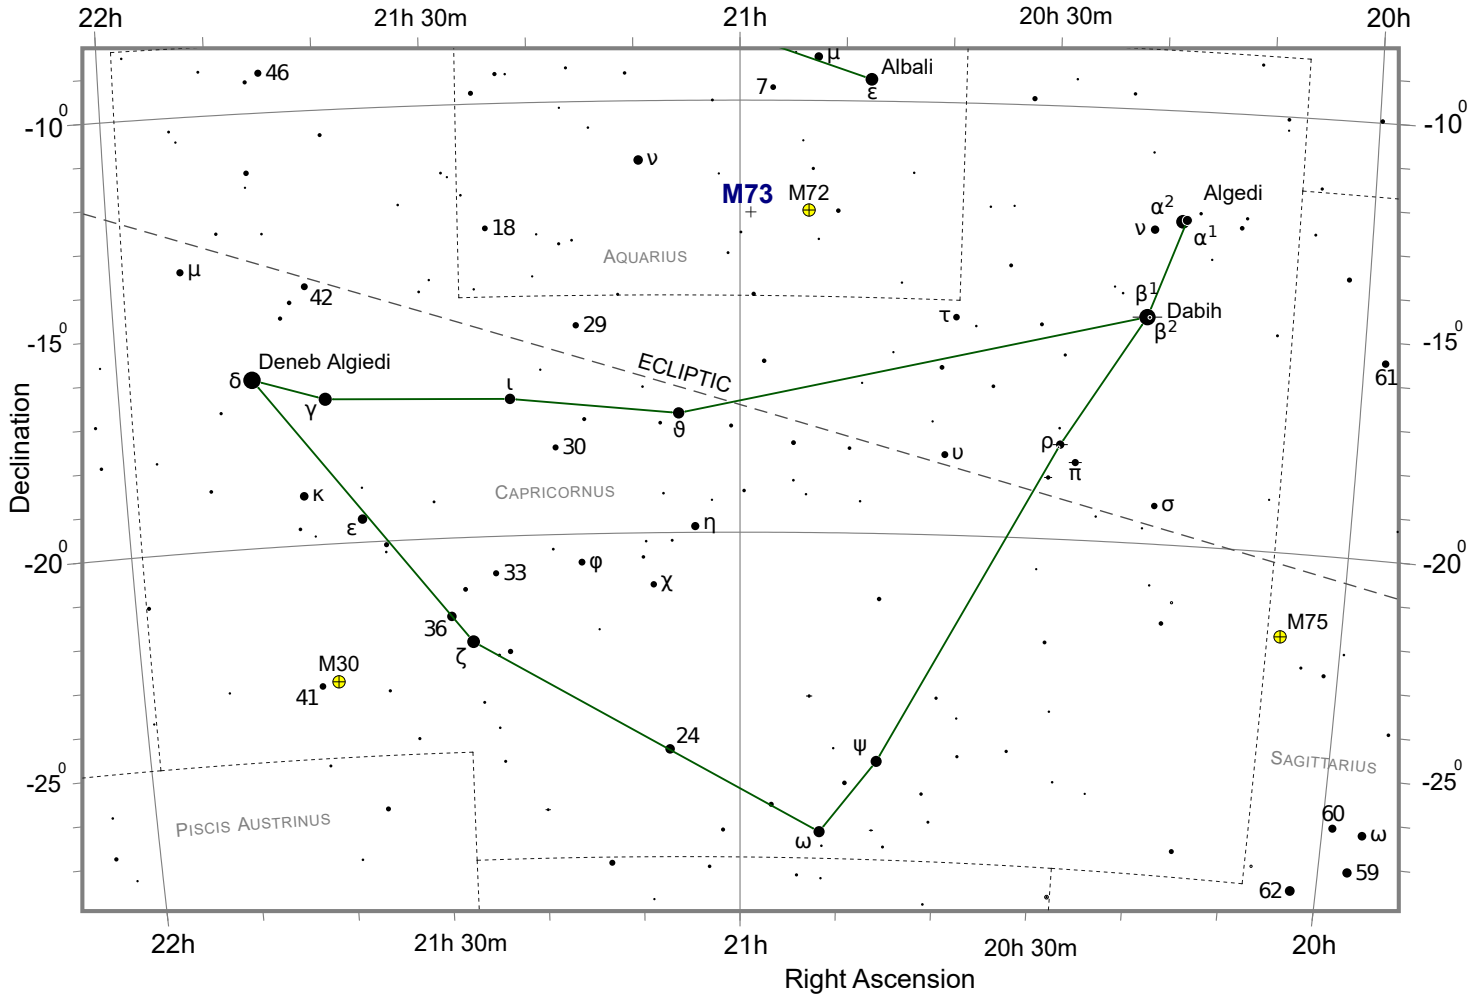 22h
21h 30m
21h
20h 30m
20h
46
μ
Albali
7
ε
-10⁰
-10⁰
ν
M73
M72
Algedi
α²
ν
α¹
18
AQUARIUS
μ
42
β¹
Dabih
β²
29
τ
-15⁰
-15⁰
ECLIPTIC
Deneb Algiedi
δ
γ
ι
ϑ
61
30
υ
ρ
π
Declination
κ
CAPRICORNUS
σ
ε
η
-20⁰
-20⁰
33
φ
χ
36
M75
ζ
M30
41
24
ψ
SAGITTARIUS
-25⁰
-25⁰
PISCIS AUSTRINUS
60
ω
ω
59
62
22h
21h 30m
21h
20h 30m
20h
Right Ascension